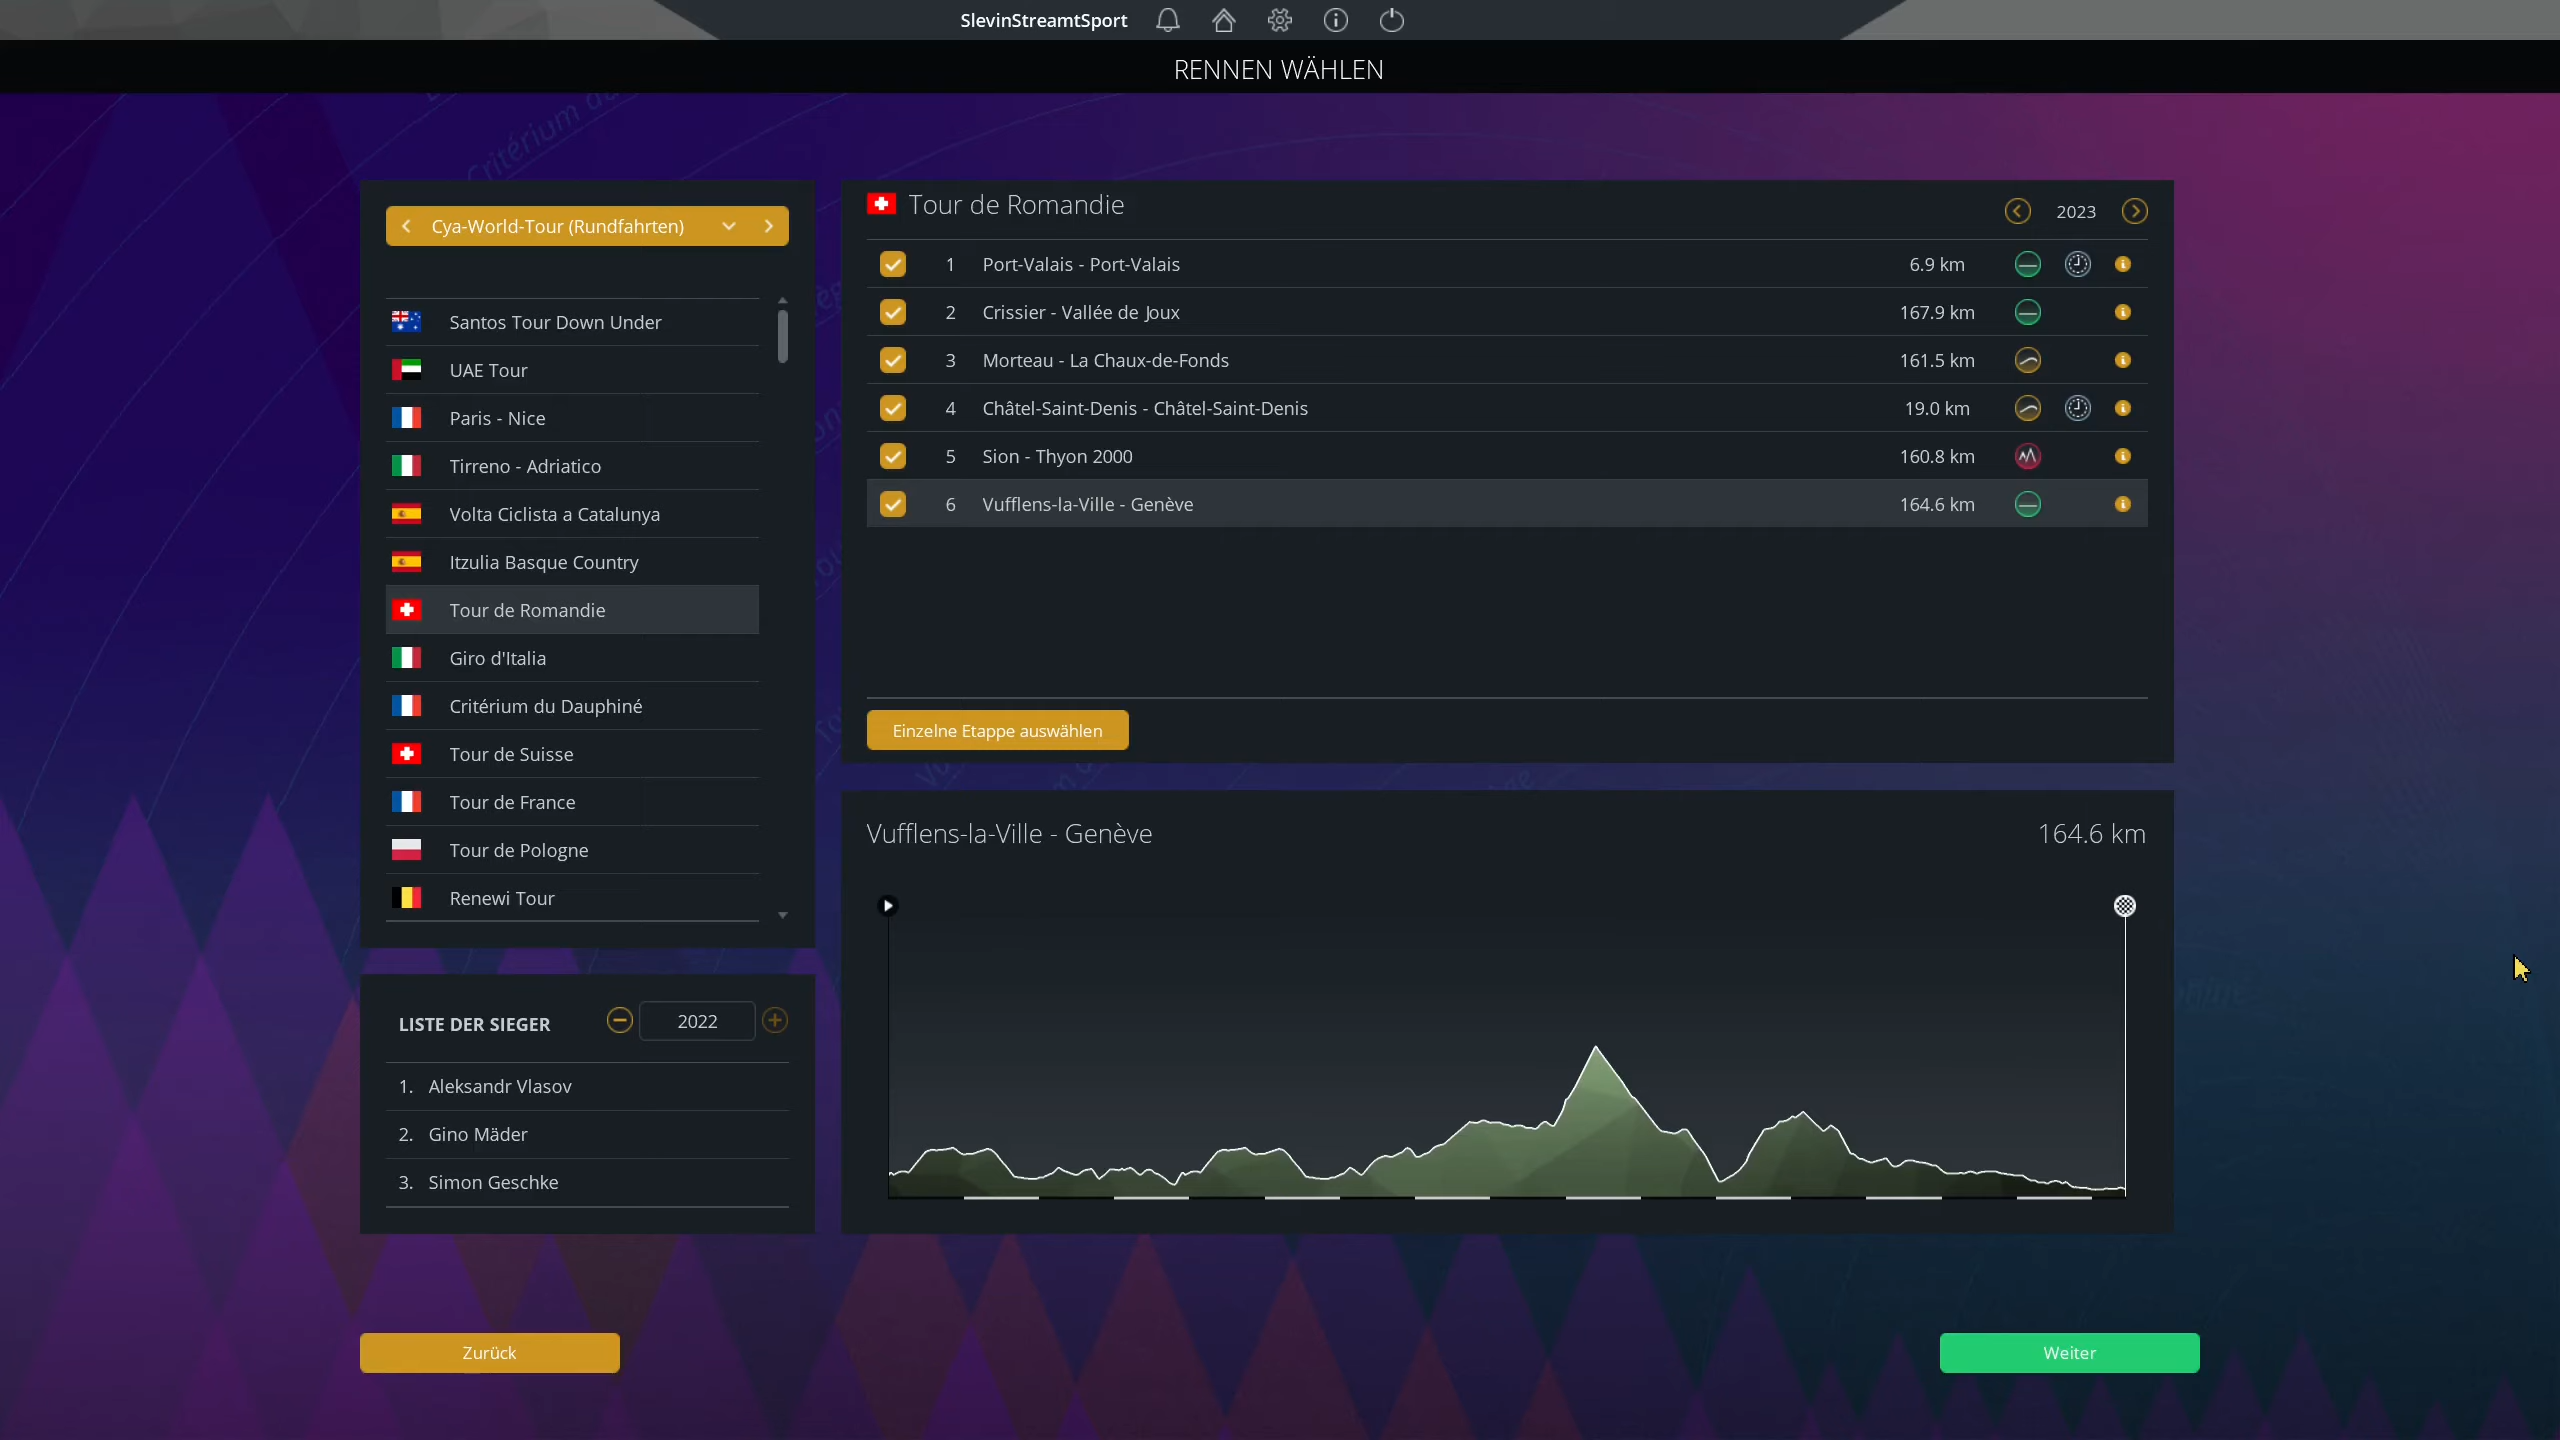 SlevinStreamtSport
RENNEN WÄHLEN
Cya-World-Tour (Rundfahrten)
Santos Tour Down Under
UAE Tour
Paris - Nice
Tirreno - Adriatico
Volta Ciclista a Catalunya
Itzulia Basque Country
Tour de Romandie
Giro d'Italia
Critérium du Dauphiné
Tour de Suisse
Tour de France
Tour de Pologne
Renewi Tour
LISTE DER SIEGER 2022
1. Aleksandr Vlasov
2. Gino Mäder
3. Simon Geschke
Tour de Romandie 2023
1 Port-Valais - Port-Valais 6.9 km
2 Crissier - Vallée de Joux 167.9 km
3 Morteau - La Chaux-de-Fonds 161.5 km
4 Châtel-Saint-Denis - Châtel-Saint-Denis 19.0 km
5 Sion - Thyon 2000 160.8 km
6 Vufflens-la-Ville - Genève 164.6 km
Einzelne Etappe auswählen
Vufflens-la-Ville - Genève 164.6 km
Zurück
Weiter